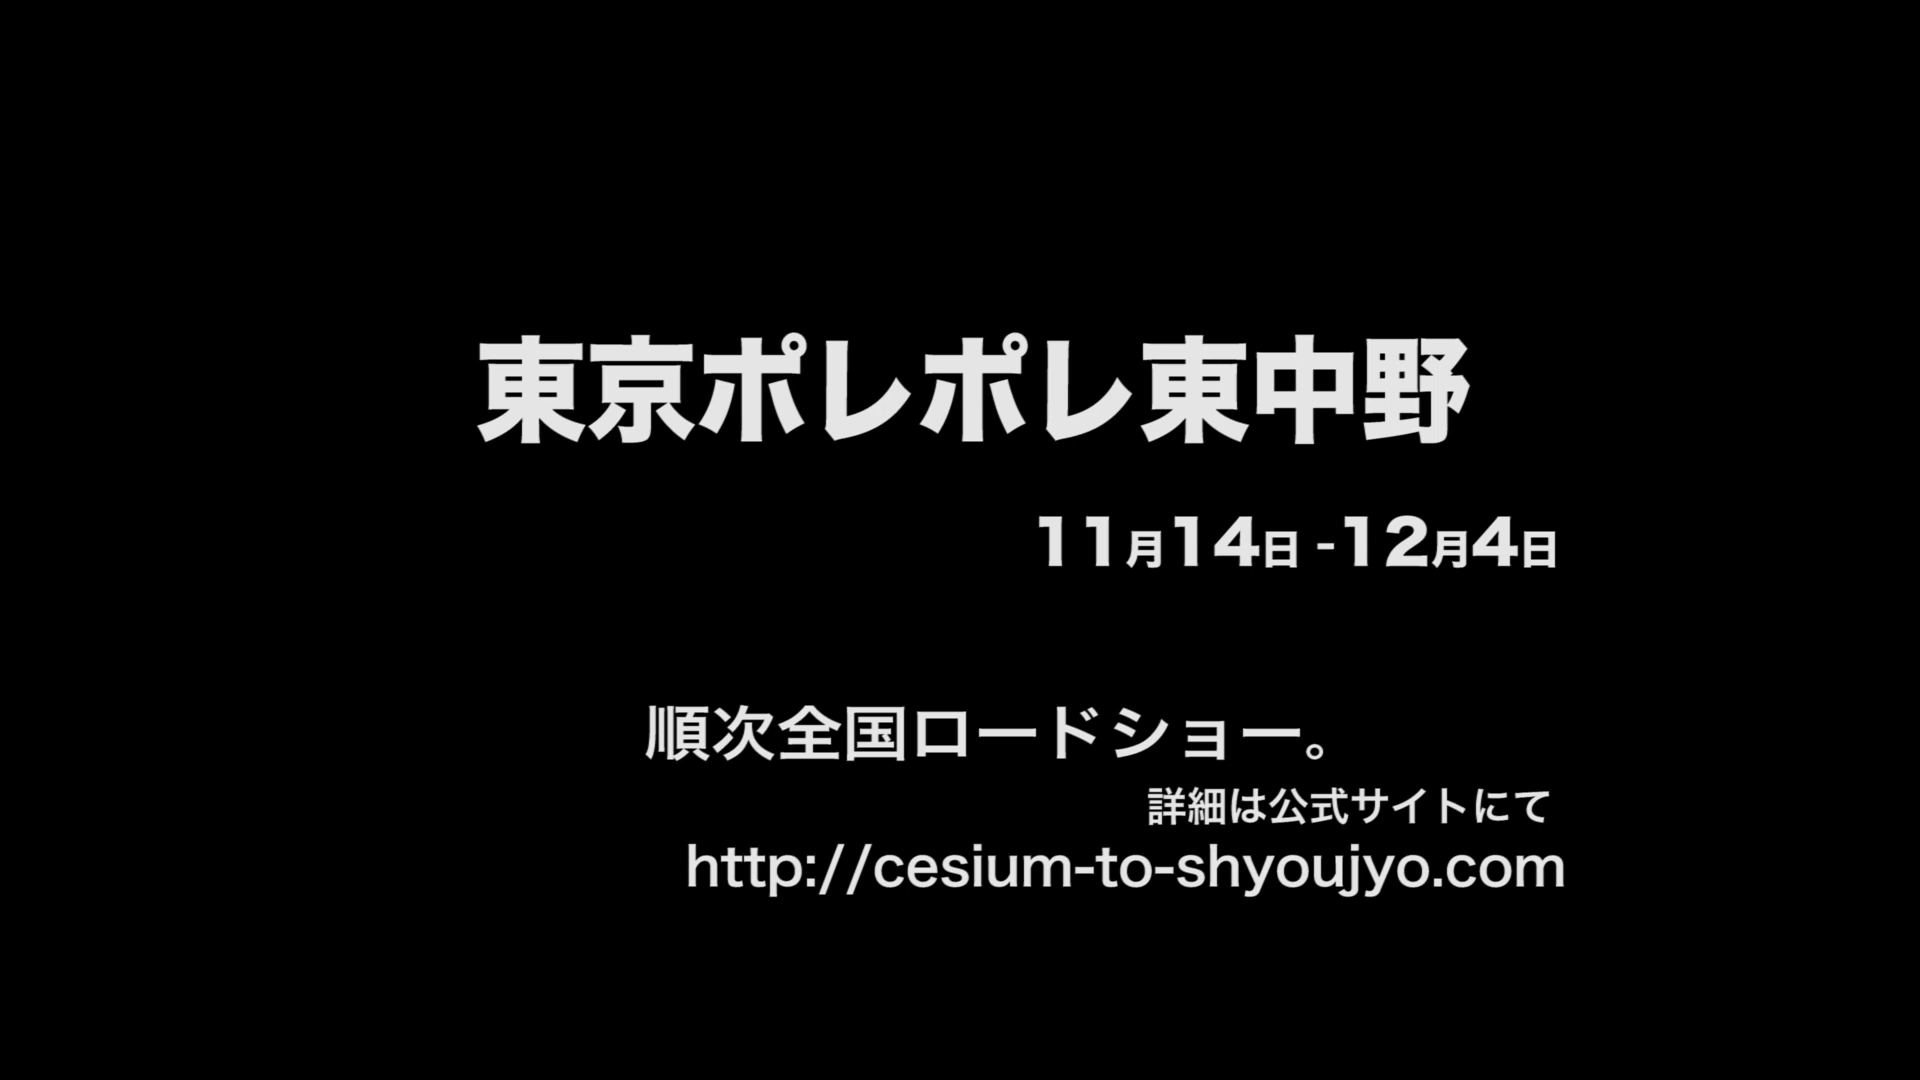 東京ポレポレ東中野
11月14日 -12月4日
順次全国ロードショー。
詳細は公式サイトにて
http://cesium-to-shyoujyo.com